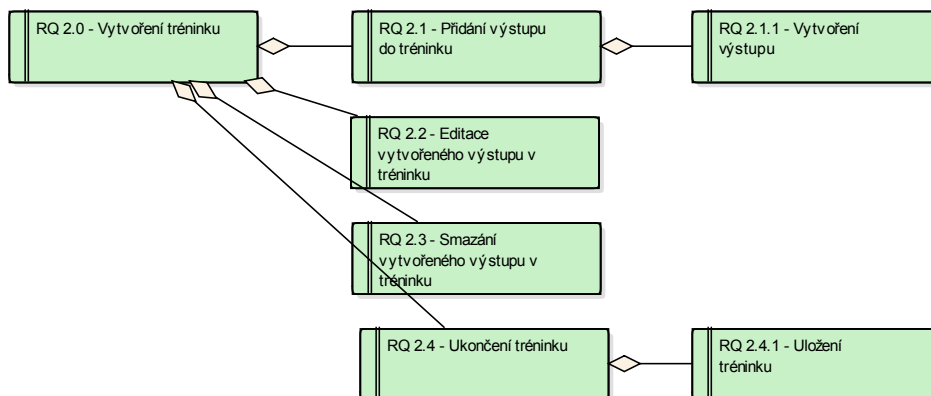 RQ 2.0 - Vytvoření tréninku
RQ 2.1 - Přidání výstupu
do tréninku
RQ 2.1.1 - Vytvoření
výstupu
RQ 2.2 - Editace
vytvořeného výstupu v
tréninku
RQ 2.3 - Smazání
vytvořeného výstupu v
tréninku
RQ 2.4 - Ukončení tréninku
RQ 2.4.1 - Uložení
tréninku